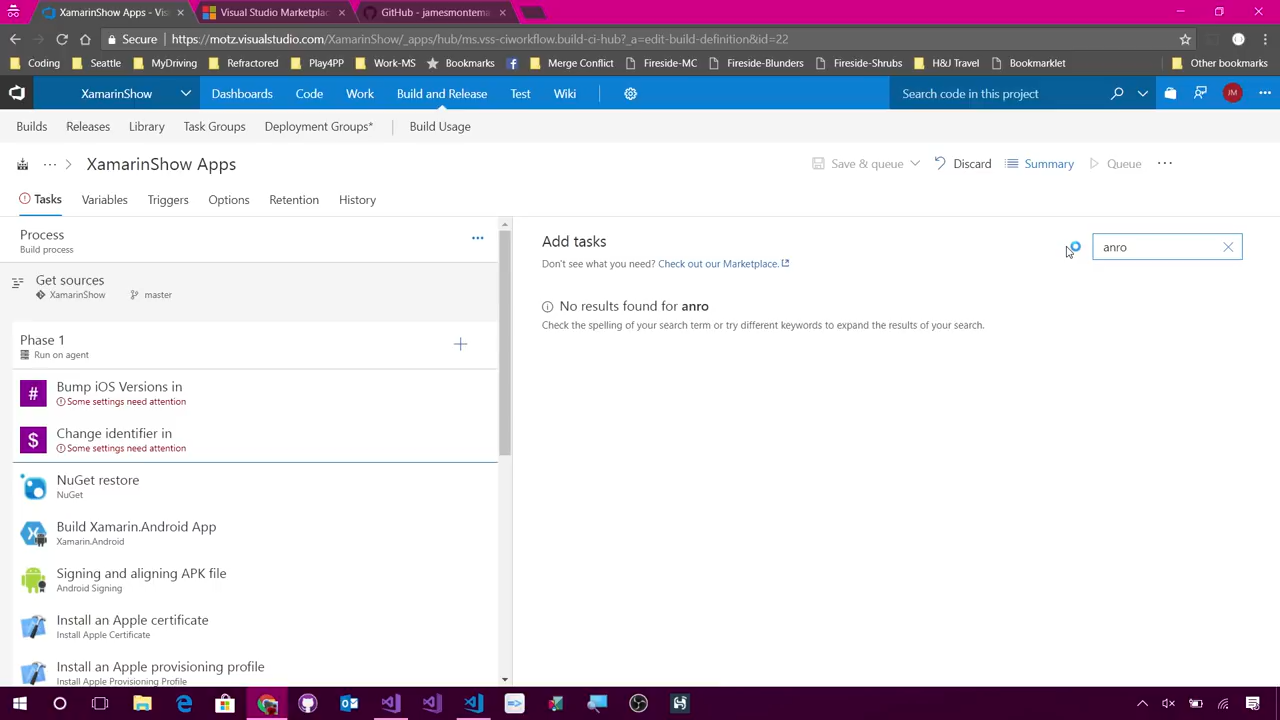 XamarinShow Apps - Vis
Visual Studio Marketplac
GitHub - jamesmontema
Secure
https://motz.visualstudio.com/XamarinShow/_apps/hub/ms.vss-ciworkflow.build-ci-hub?_a=edit-build-definition&id=22
Coding
Seattle
MyDriving
Refractored
Play4PP
Work-MS
Bookmarks
Merge Conflict
Fireside-MC
Fireside-Blunders
Fireside-Shrubs
H&J Travel
Bookmarklet
Other bookmarks
XamarinShow
Dashboards
Code
Work
Build and Release
Test
Wiki
Search code in this project
JM
Builds
Releases
Library
Task Groups
Deployment Groups*
Build Usage
... > XamarinShow Apps
Save & queue
Discard
Summary
Queue
...
Tasks
Variables
Triggers
Options
Retention
History
Process
Build process
Get sources
XamarinShow
master
Phase 1
Run on agent
Bump iOS Versions in
Some settings need attention
Change identifier in
Some settings need attention
NuGet restore
NuGet
Build Xamarin.Android App
Xamarin.Android
Signing and aligning APK file
Android Signing
Install an Apple certificate
Install Apple Certificate
Install an Apple provisioning profile
Install Apple Provisioning Profile
Add tasks
Don't see what you need? Check out our Marketplace.
anro
No results found for anro
Check the spelling of your search term or try different keywords to expand the results of your search.